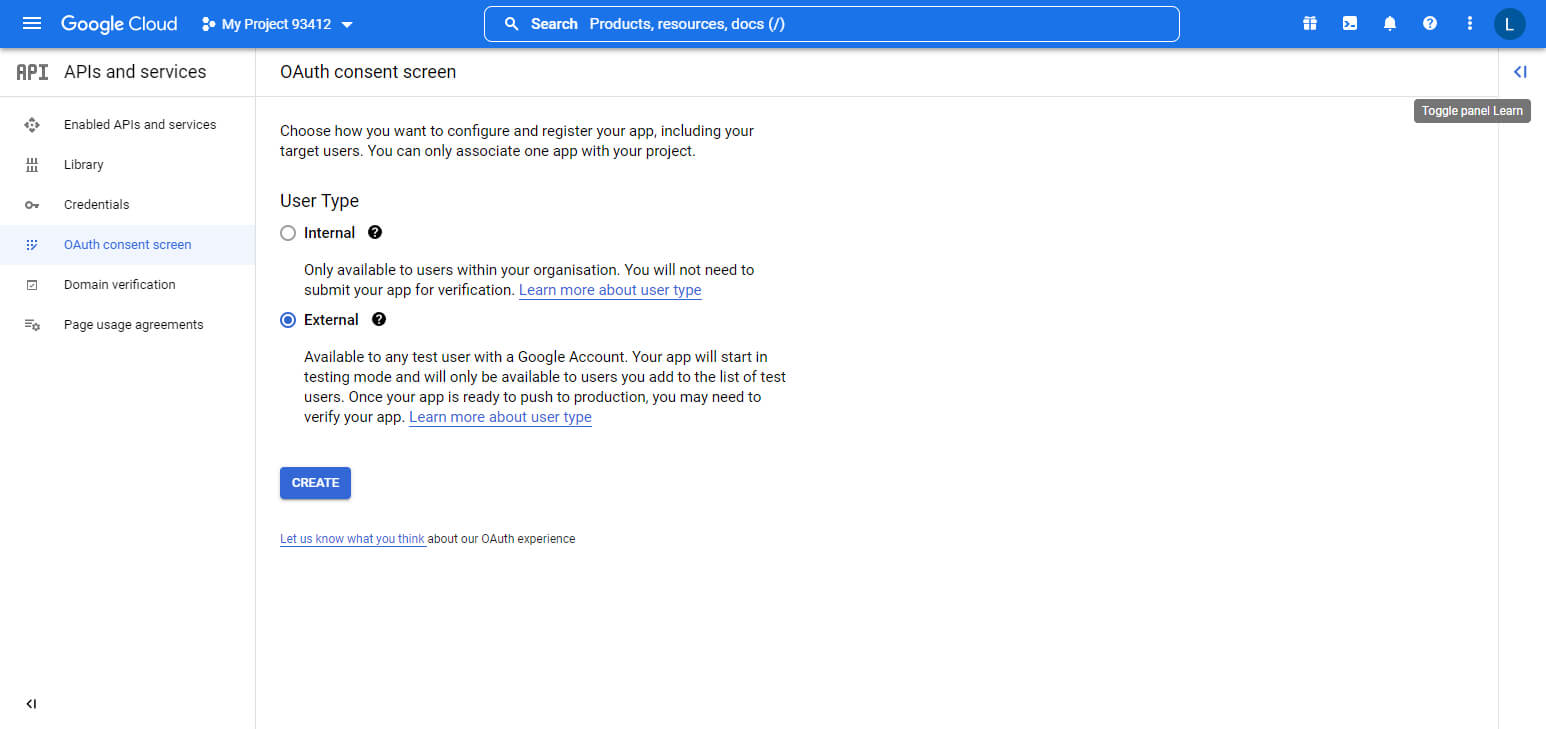 Google Cloud
My Project 93412
Search Products, resources, docs (/)
L
API APIs and services
OAuth consent screen
Toggle panel Learn
Enabled APIs and services
Library
Credentials
OAuth consent screen
Domain verification
Page usage agreements
Choose how you want to configure and register your app, including your
target users. You can only associate one app with your project.
User Type
Internal
Only available to users within your organisation. You will not need to
submit your app for verification. Learn more about user type
External
Available to any test user with a Google Account. Your app will start in
testing mode and will only be available to users you add to the list of test
users. Once your app is ready to push to production, you may need to
verify your app. Learn more about user type
CREATE
Let us know what you think about our OAuth experience